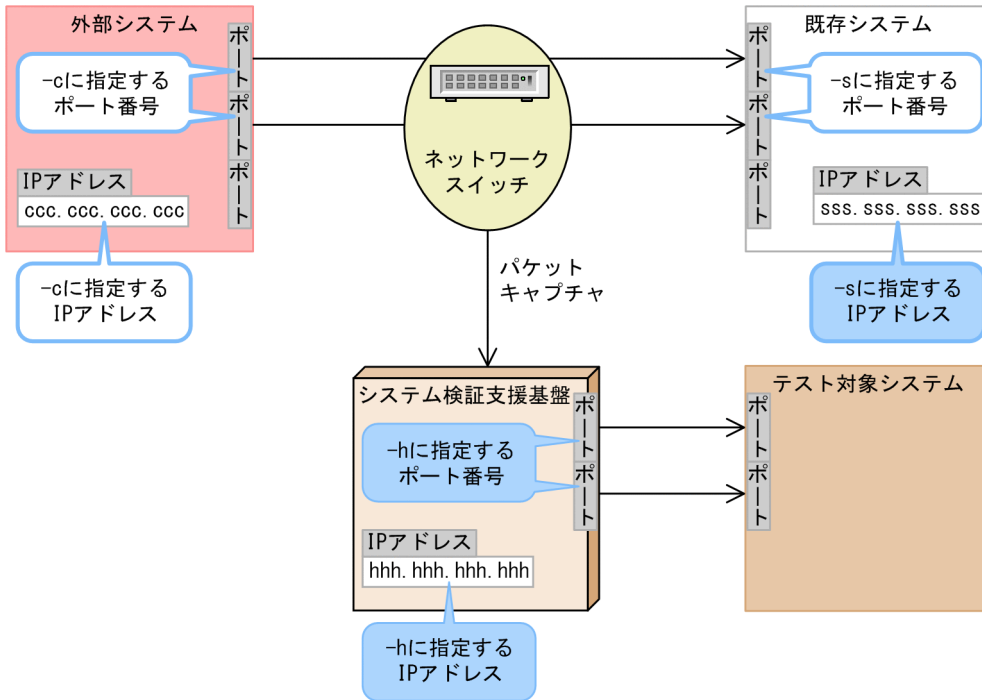 外部システム
ポート
ポート
ポート
-cに指定する
ポート番号
IPアドレス
ccc.ccc.ccc.ccc
-cに指定する
IPアドレス
ネットワーク
スイッチ
パケット
キャプチャ
既存システム
ポート
ポート
ポート
-sに指定する
ポート番号
IPアドレス
sss.sss.sss.sss
-sに指定する
IPアドレス
システム検証支援基盤
ポート
ポート
-hに指定する
ポート番号
IPアドレス
hhh.hhh.hhh.hhh
-hに指定する
IPアドレス
テスト対象システム
ポート
ポート